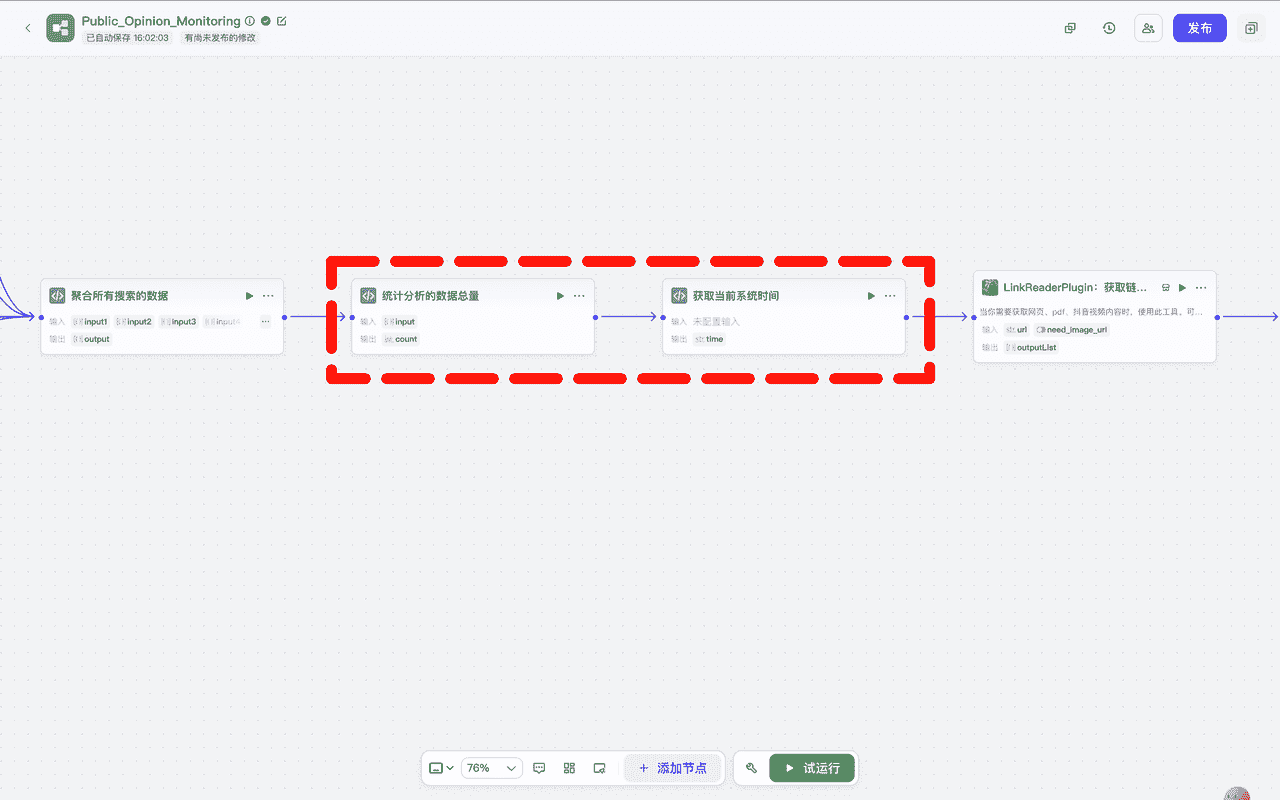 Public_Opinion_Monitoring
已自动保存 16:02:03 有尚未发布的修改
发布
聚合所有搜索的数据
输入 input1 input2 input3 input4
输出 output
统计分析的数据总量
输入 input
输出 count
获取当前系统时间
输入 未配置输入
输出 str. time
LinkReaderPlugin：获取链...
当你需要获取网页、pdf、抖音视频内容时，使用此工具，可...
输入 str. url need_image_url
输出 outputList
76%
添加节点
试运行